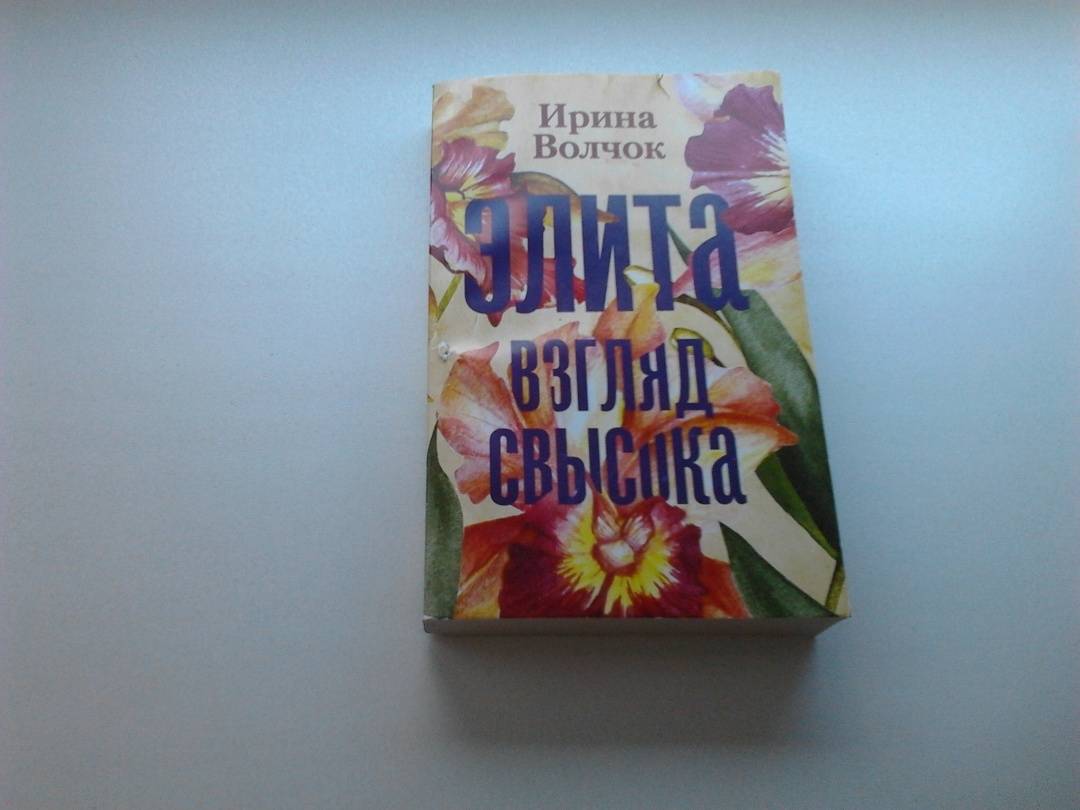 Ирина
Волчок
Элита
взгляд
свысока